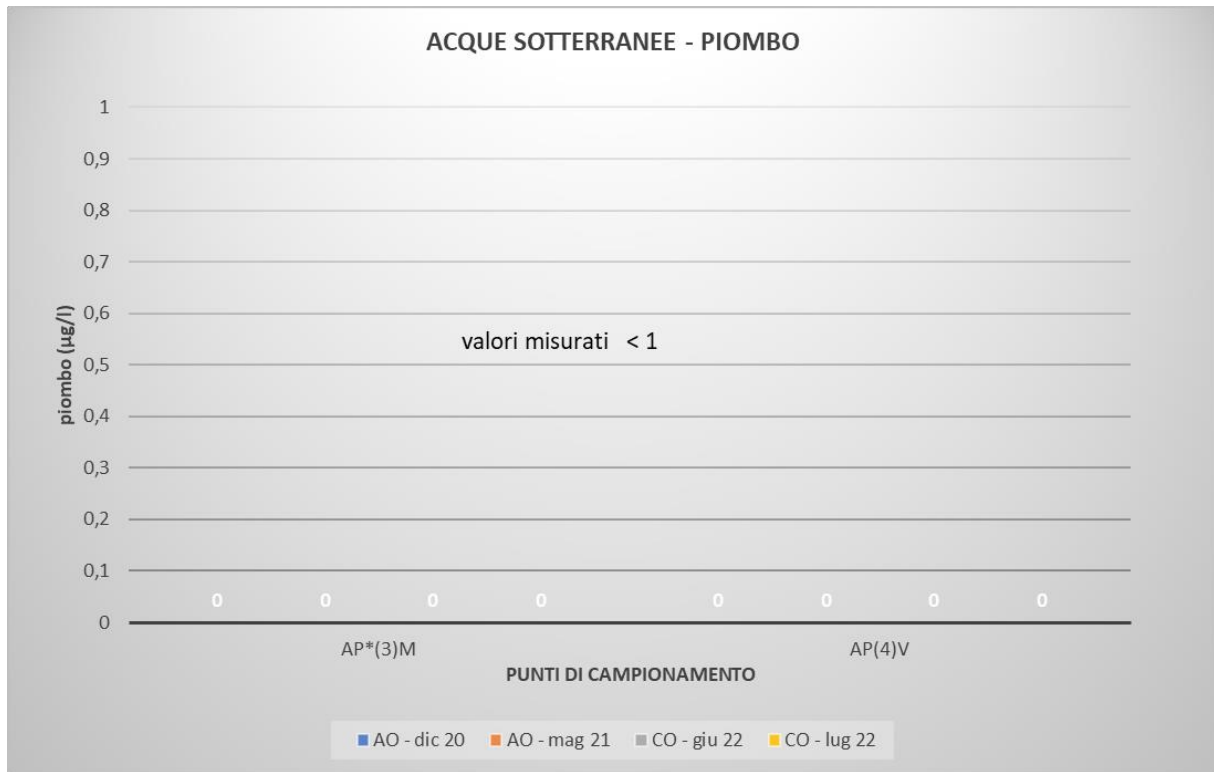 ACQUE SOTTERRANEE - PIOMBO
1
0,9
0,8
0,7
0,6
0,5
0,4
0,3
0,2
0,1
0
piombo (µg/l)
valori misurati < 1
0 0 0 0 0 0 0 0
AP*(3)M AP(4)V
PUNTI DI CAMPIONAMENTO
AO - dic 20 AO - mag 21 CO - giu 22 CO - lug 22